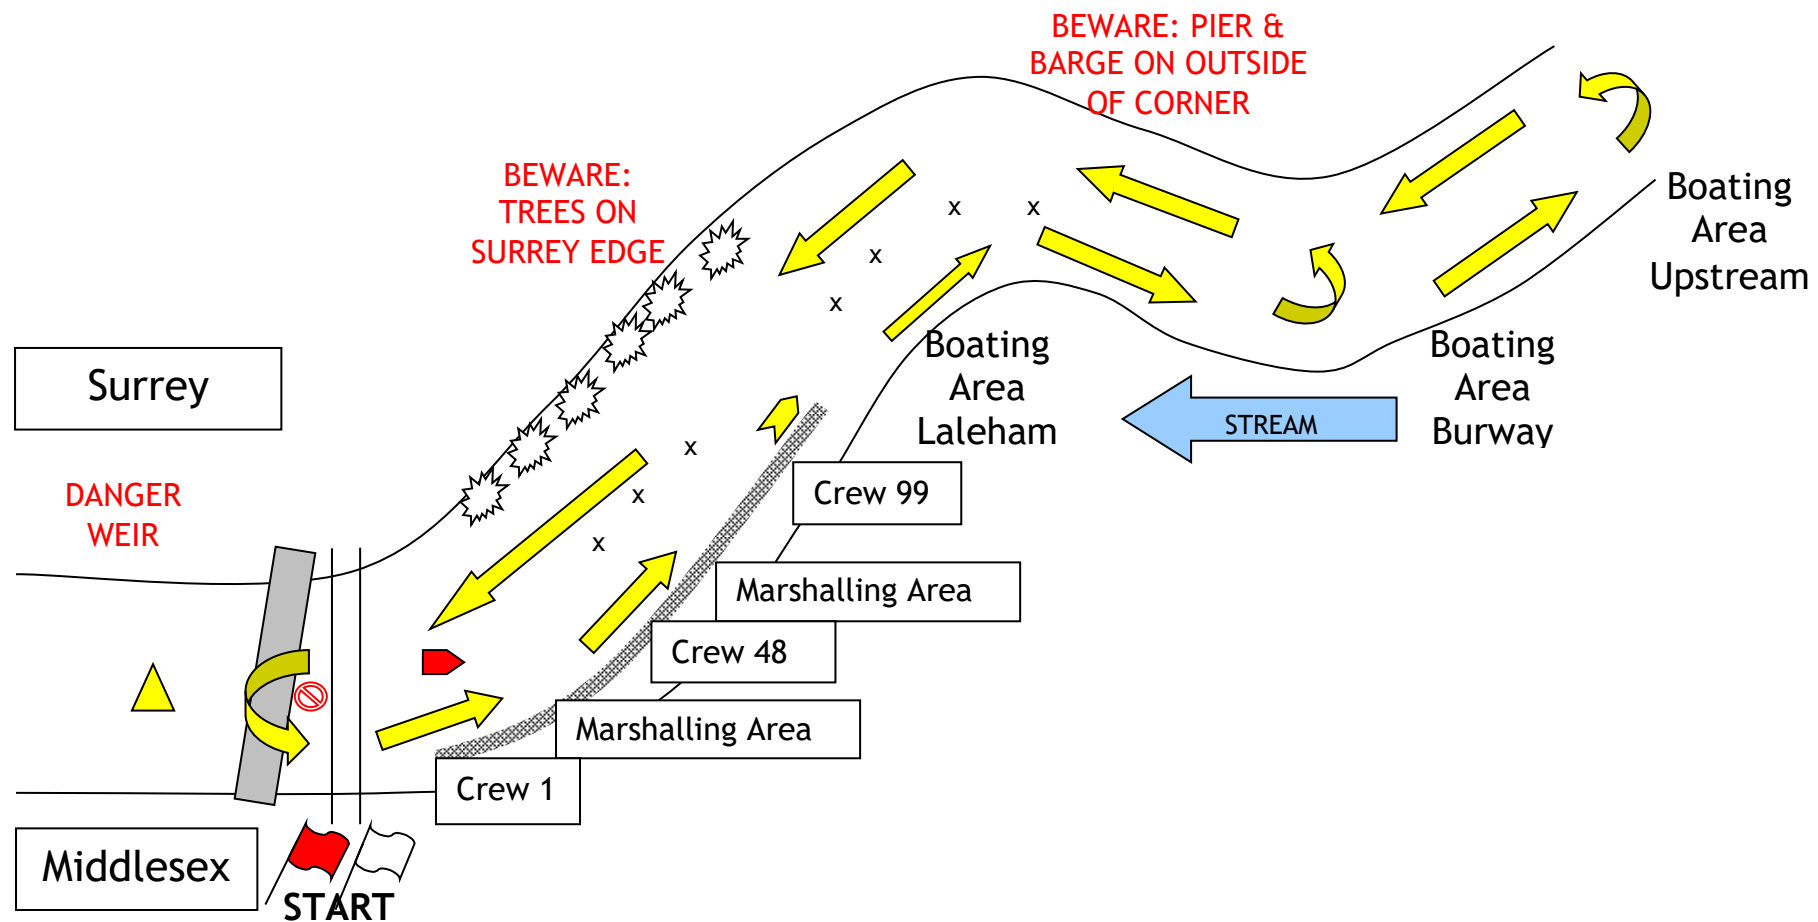 BEWARE: PIER &
BARGE ON OUTSIDE
OF CORNER
BEWARE:
TREES ON
SURREY EDGE
x
x
x
x
Boating
Area
Upstream
Surrey
Boating
Area
Laleham
STREAM
Boating
Area
Burway
x
x
x
DANGER
WEIR
Crew 99
Marshalling Area
Crew 48
Marshalling Area
Crew 1
Middlesex
START